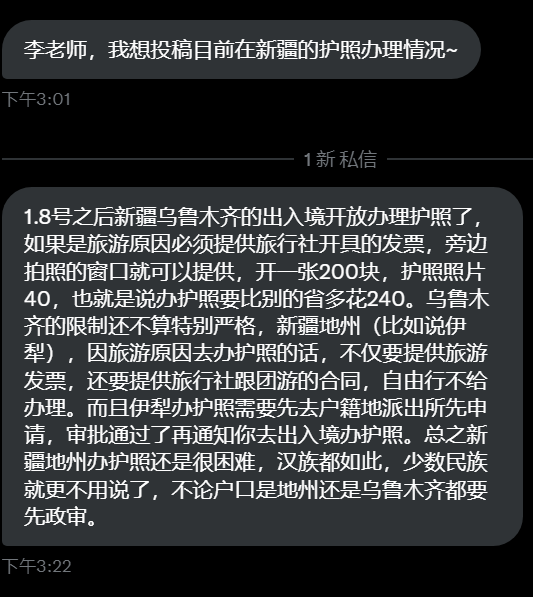 李老师，我想投稿目前在新疆的护照办理情况~
下午3:01
1 新 私信
1.8号之后新疆乌鲁木齐的出入境开放办理护照了，
如果是旅游原因必须提供旅行社开具的发票，旁边
拍照的窗口就可以提供，开一张200块，护照照片
40，也就是说办护照要比别的省多花240。乌鲁木
齐的限制还不算特别严格，新疆地州（比如说伊
犁），因旅游原因去办护照的话，不仅要提供旅游
发票，还要提供旅行社跟团游的合同，自由行不给
办理。而且伊犁办护照需要先去户籍地派出所先申
请，审批通过了再通知你去出入境办护照。总之新
疆地州办护照还是很困难，汉族都如此，少数民族
就更不用说了，不论户口是地州还是乌鲁木齐都要
先政审。
下午3:22